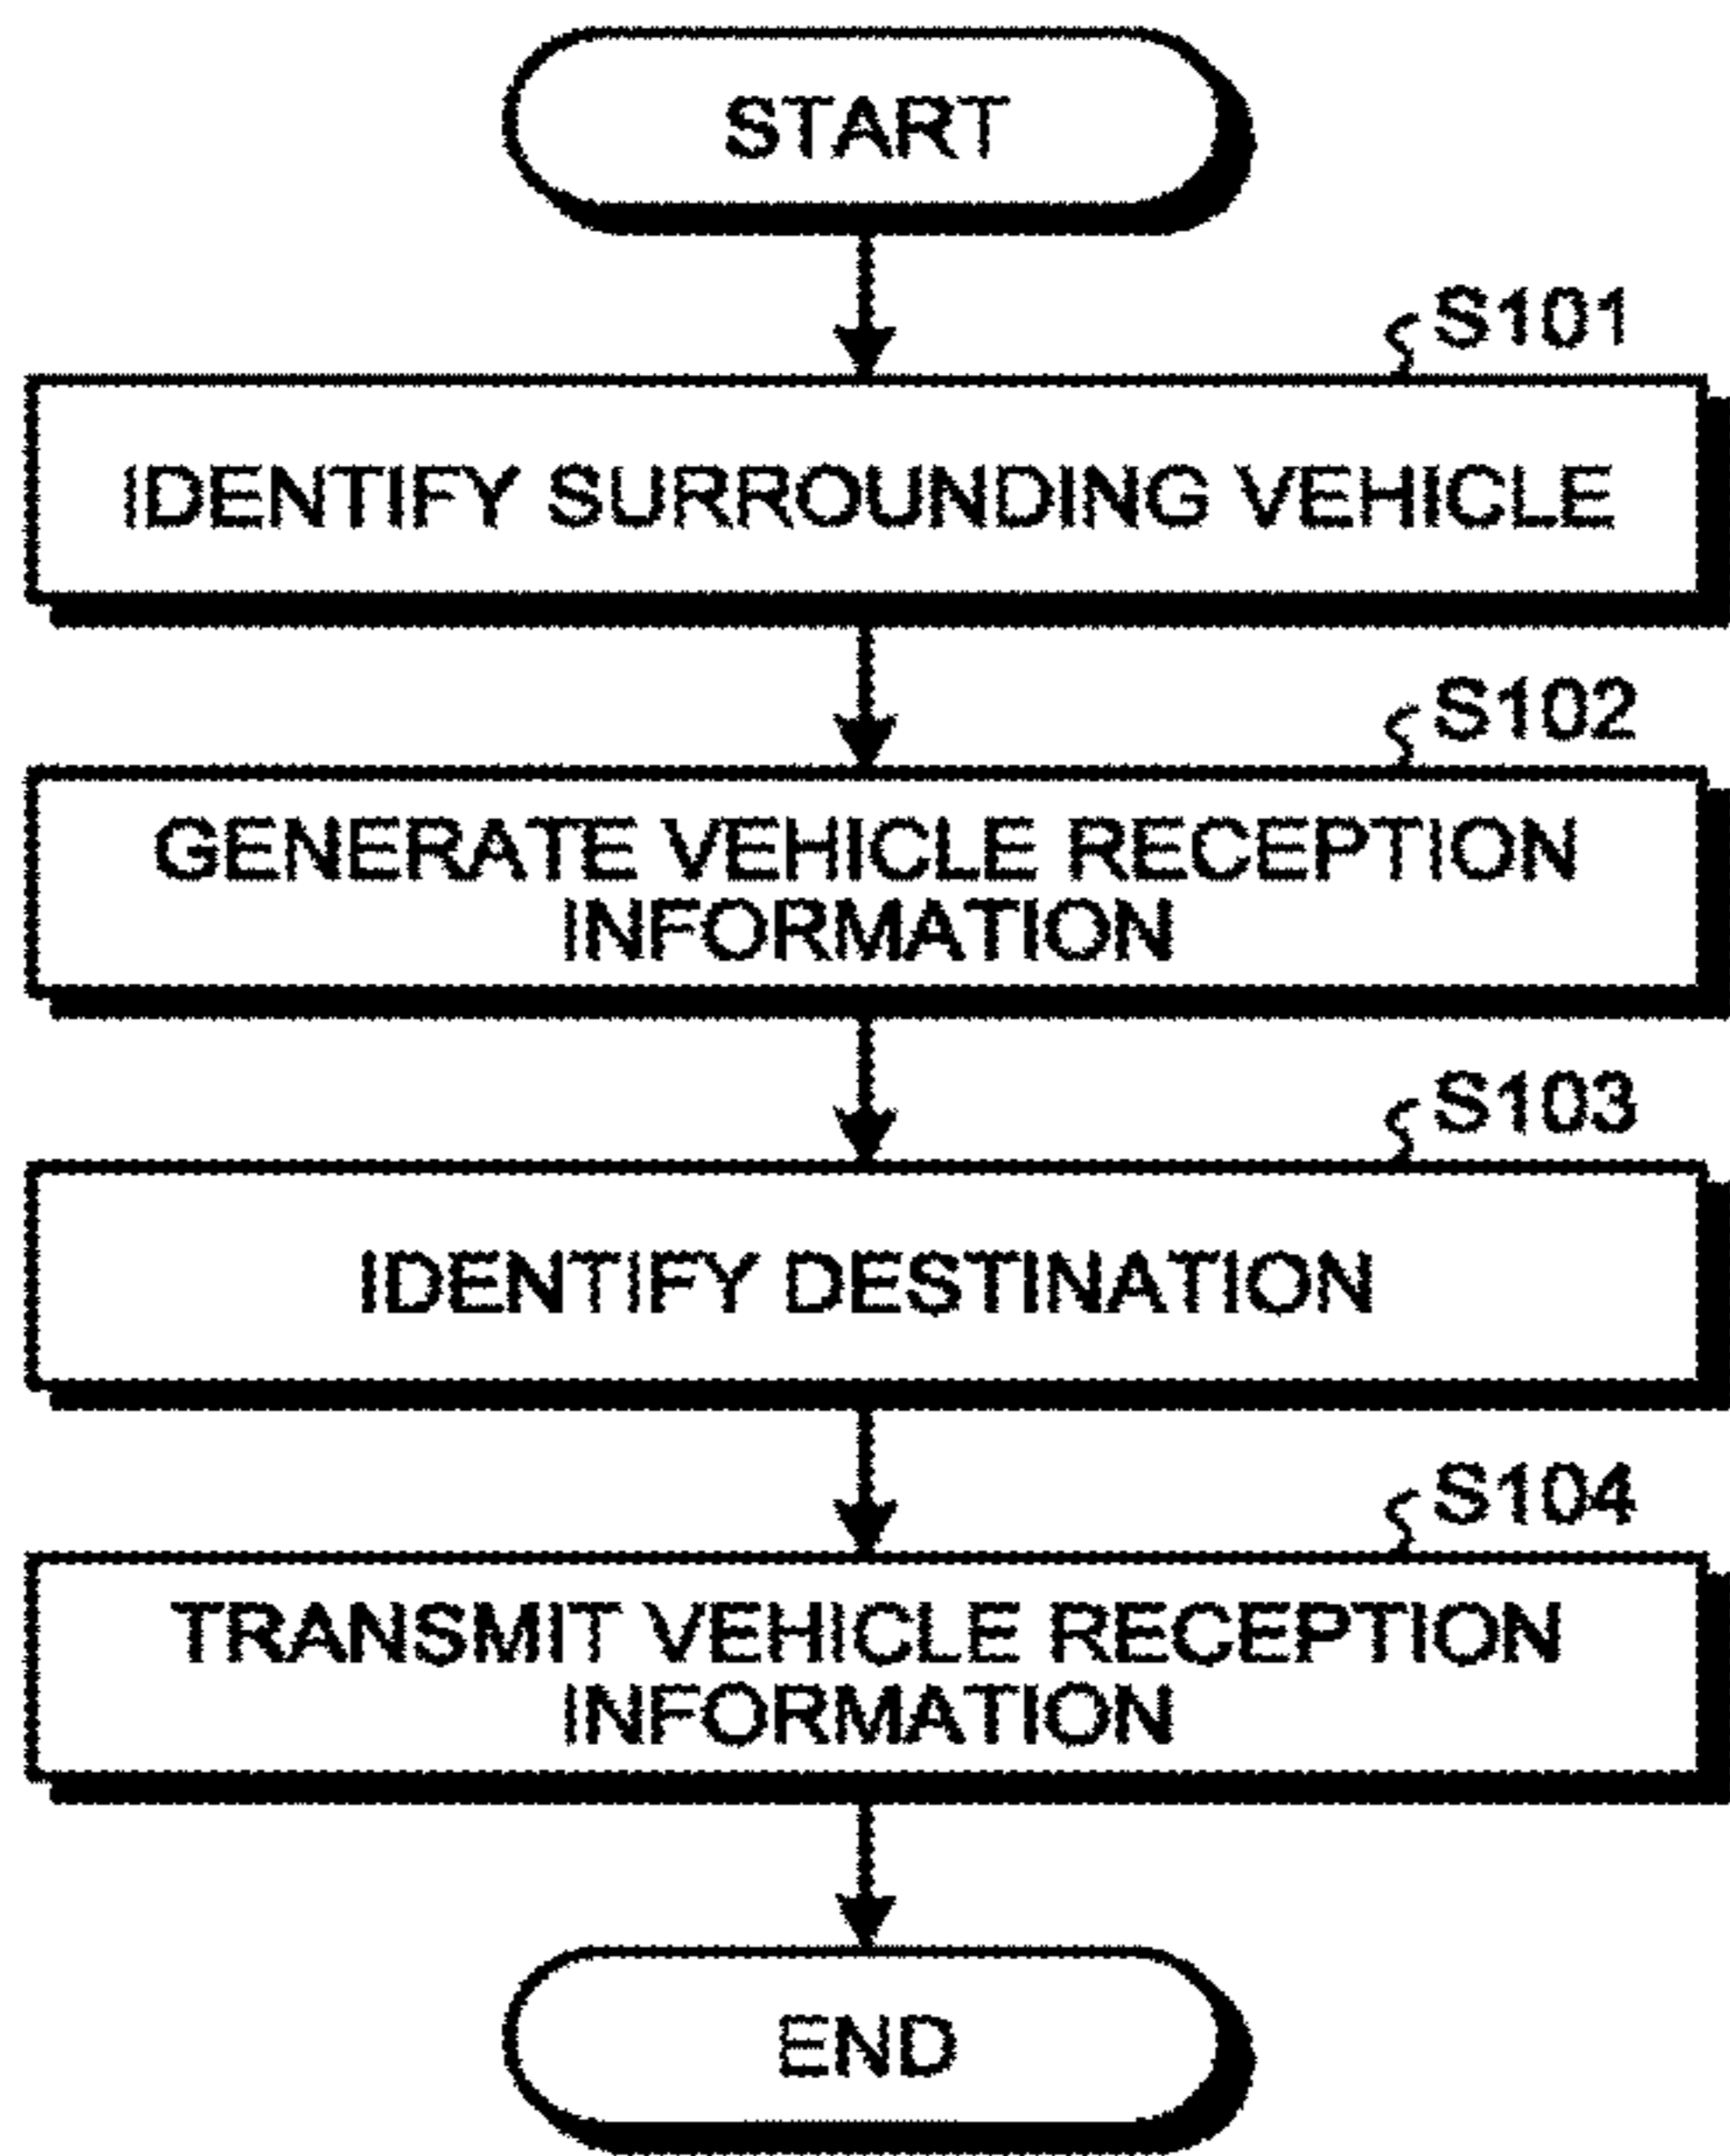 START
S101
IDENTIFY SURROUNDING VEHICLE
S102
GENERATE VEHICLE RECEPTION
INFORMATION
S103
IDENTIFY DESTINATION
S104
TRANSMIT VEHICLE RECEPTION
INFORMATION
END